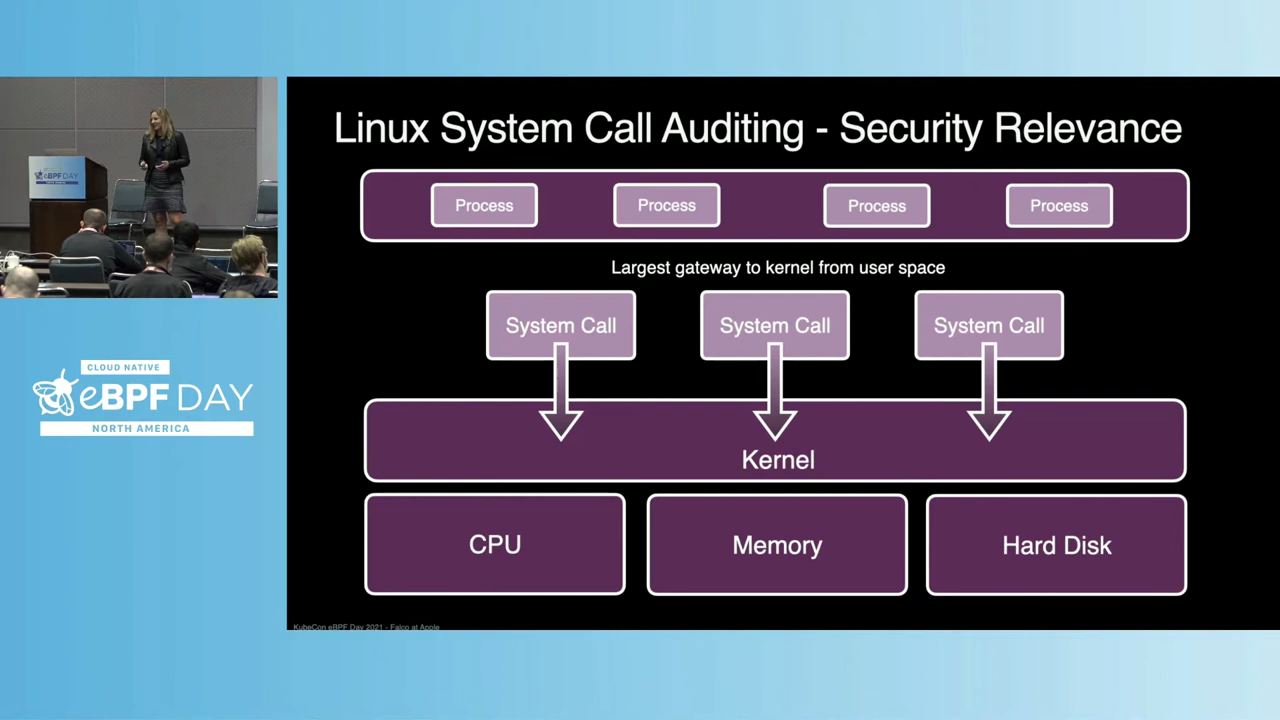 Linux System Call Auditing - Security Relevance
Process
Process
Process
Process
Largest gateway to kernel from user space
System Call
System Call
System Call
Kernel
CPU
Memory
Hard Disk
KubeCon eBPF Day 2021 - Falco at Apple
eBPF DAY
CLOUD NATIVE
eBPF DAY
NORTH AMERICA